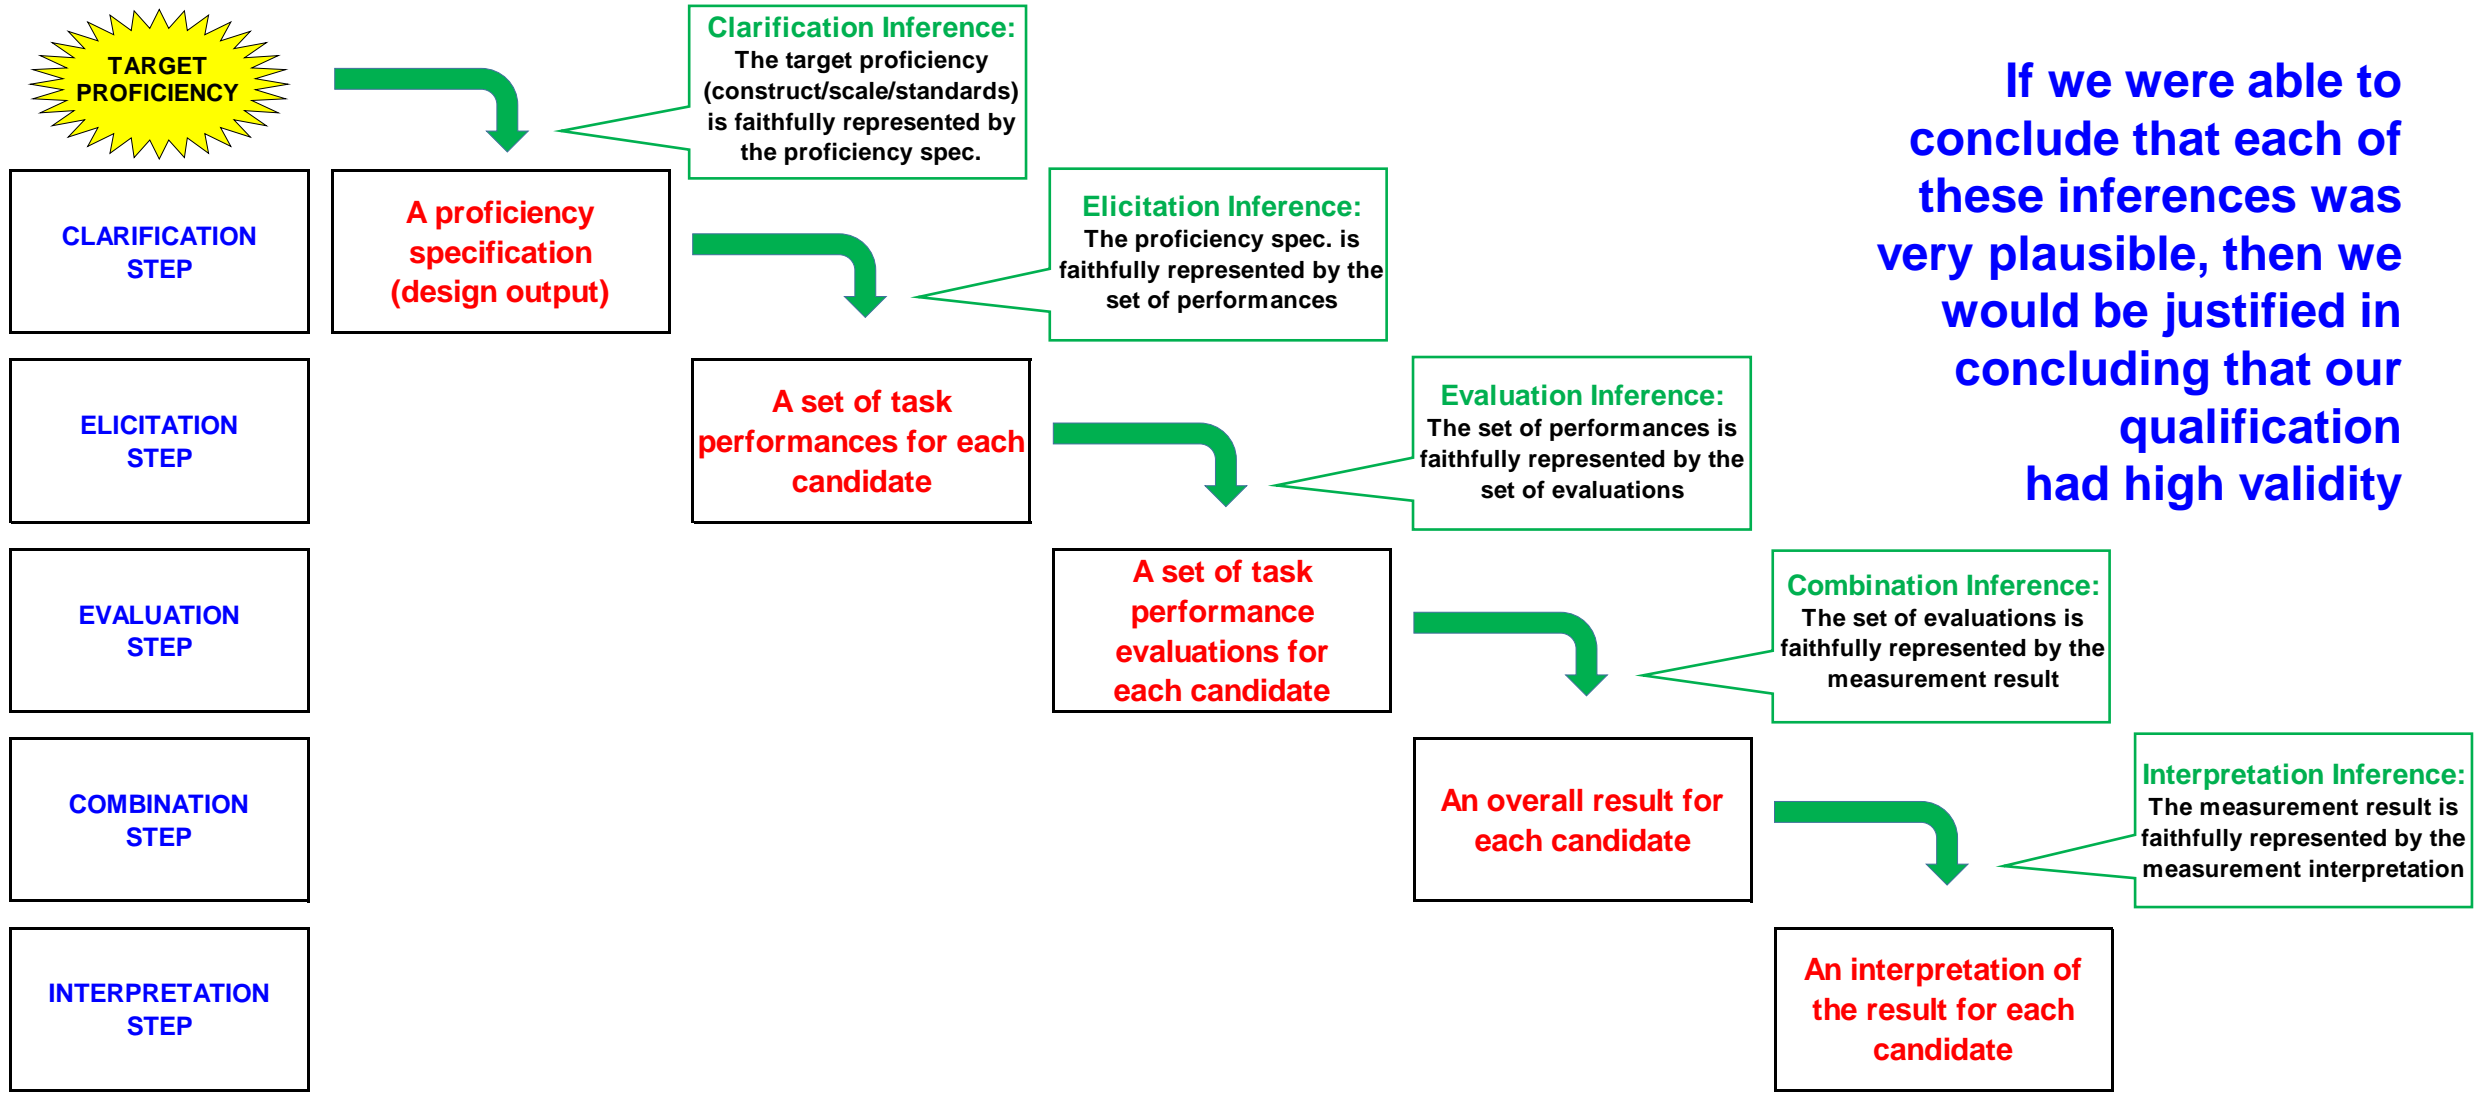 TARGET
PROFICIENCY
Clarification Inference:
The target proficiency
(construct/scale/standards)
is faithfully represented by
the proficiency spec.
If we were able to
conclude that each of
these inferences was
very plausible, then we
would be justified in
concluding that our
qualification
had high validity
CLARIFICATION
STEP
A proficiency
specification
(design output)
Elicitation Inference:
The proficiency spec. is
faithfully represented by the
set of performances
ELICITATION
STEP
A set of task
performances for each
candidate
Evaluation Inference:
The set of performances is
faithfully represented by the
set of evaluations
EVALUATION
STEP
A set of task
performance
evaluations for
each candidate
Combination Inference:
The set of evaluations is
faithfully represented by the
measurement result
COMBINATION
STEP
An overall result for
each candidate
Interpretation Inference:
The measurement result is
faithfully represented by the
measurement interpretation
INTERPRETATION
STEP
An interpretation of
the result for each
candidate